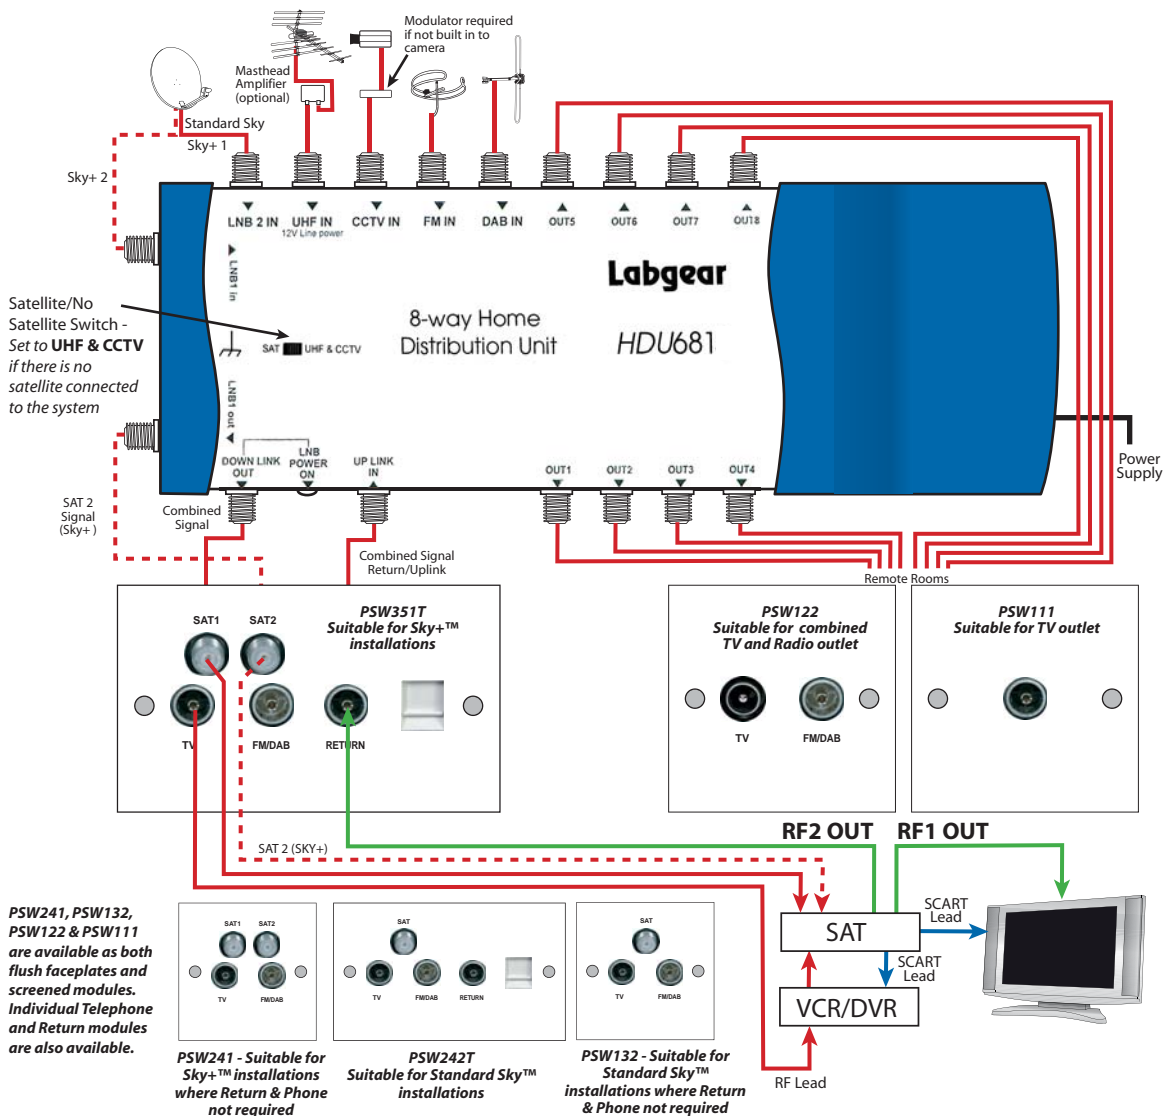 Modulator required
if not built in to
camera
Masthead
Amplifier
(optional)
Standard Sky
Sky+ 1
Sky+ 2
LNB 2 IN
UHF IN
12V Line power
CCTV IN
FM IN
DAB IN
OUT5
OUT6
OUT7
OUT8
LNB1 in
Labgear
8-way Home
Distribution Unit
HDU681
Satellite/No
Satellite Switch -
Set to UHF & CCTV
if there is no
satellite connected
to the system
SAT
UHF & CCTV
LNB1 out
DOWN LINK
OUT
LNB
POWER
ON
UP LINK
IN
OUT1
OUT2
OUT3
OUT4
Power
Supply
SAT 2
Signal
(Sky+ )
Combined
Signal
Combined Signal
Return/Uplink
Remote Rooms
PSW351T
Suitable for Sky+™
installations
SAT1
SAT2
TV
FM/DAB
RETURN
PSW122
Suitable for combined
TV and Radio outlet
TV
FM/DAB
PSW111
Suitable for TV outlet
RF2 OUT
RF1 OUT
SAT 2 (SKY+)
SAT
SCART
Lead
SCART
Lead
VCR/DVR
RF Lead
PSW241, PSW132,
PSW122 & PSW111
are available as both
flush faceplates and
screened modules.
Individual Telephone
and Return modules
are also available.
SAT1
SAT2
TV
FM/DAB
PSW241 - Suitable for
Sky+™ installations
where Return & Phone
not required
SAT
TV
FM/DAB
RETURN
PSW242T
Suitable for Standard Sky™
installations
SAT
TV
FM/DAB
PSW132 - Suitable for
Standard Sky™
installations where Return
& Phone not required